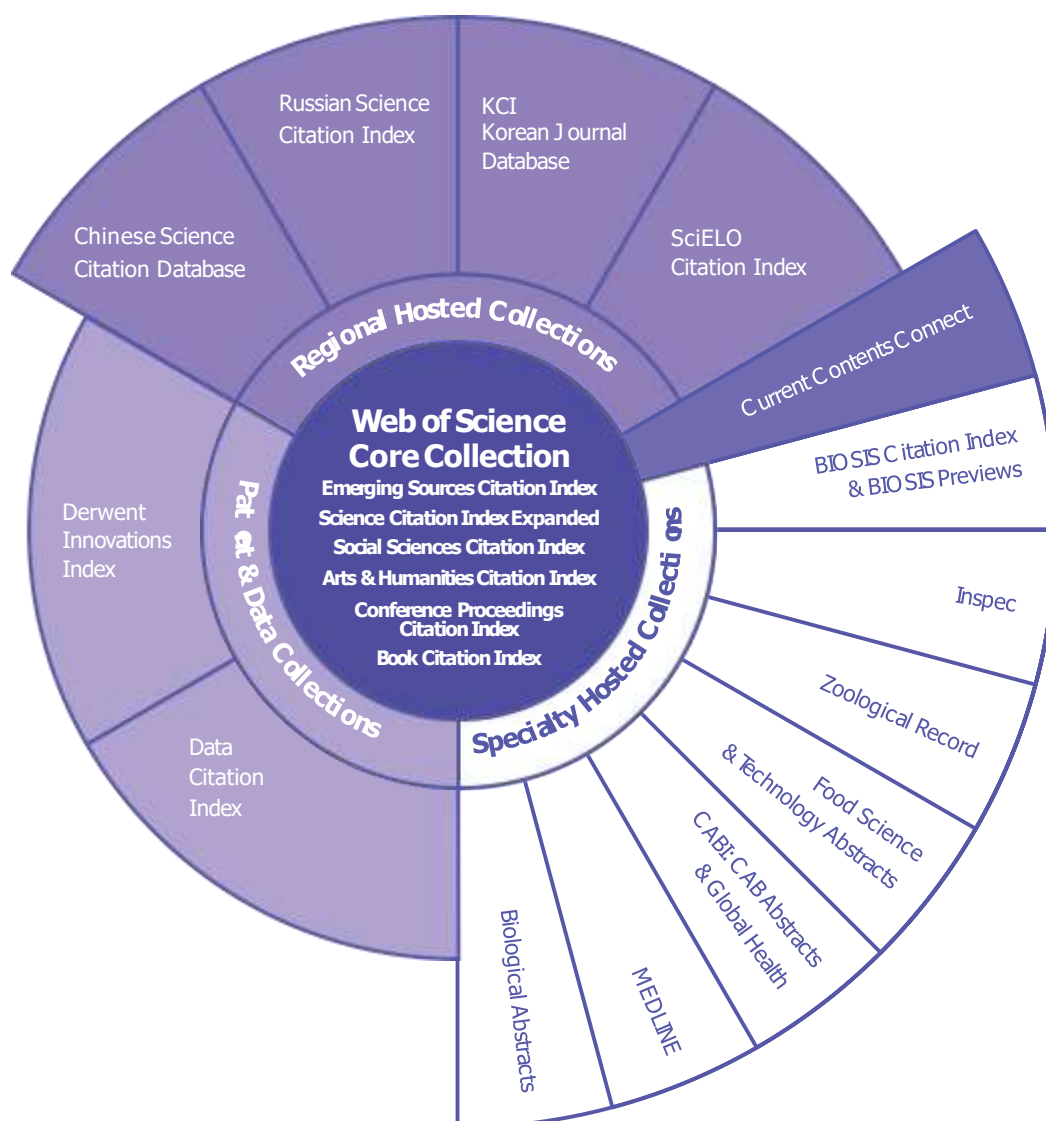 Russian Science
Citation Index
KCI
Korean Journal
Database
Chinese Science
Citation Database
SciELO
Citation Index
Regional Hosted Collections
Current Contents Connect
BIOSIS Citation Index
& BIOSIS Previews
Web of Science
Core Collection
Emerging Sources Citation Index
Science Citation Index Expanded
Social Sciences Citation Index
Arts & Humanities Citation Index
Conference Proceedings
Citation Index
Book Citation Index
Derwent
Innovations
Index
Patent & Data Collections
Data
Citation
Index
Specialty Hosted Collections
Inspec
Zoological Record
Food Science
& Technology Abstracts
CABI: CAB Abstracts
& Global Health
MEDLINE
Biological Abstracts